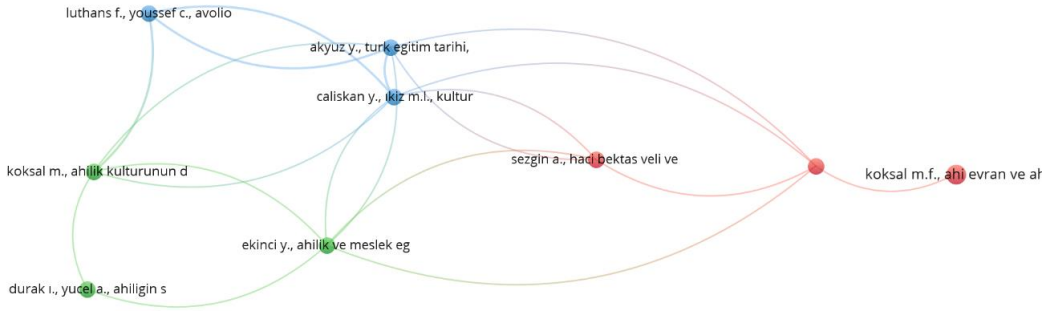 luthans f., youssef c., avolio
akyuz y., turk egitim tarihi,
caliskan y., ıkiz m.l., kultur
sezgin a., haci bektas veli ve
koksal m., ahilik kulturunun d
koksal m.f., ahi evran ve ah
ekinci y., ahilik ve meslek eg
durak ı., yucel a., ahiligin s